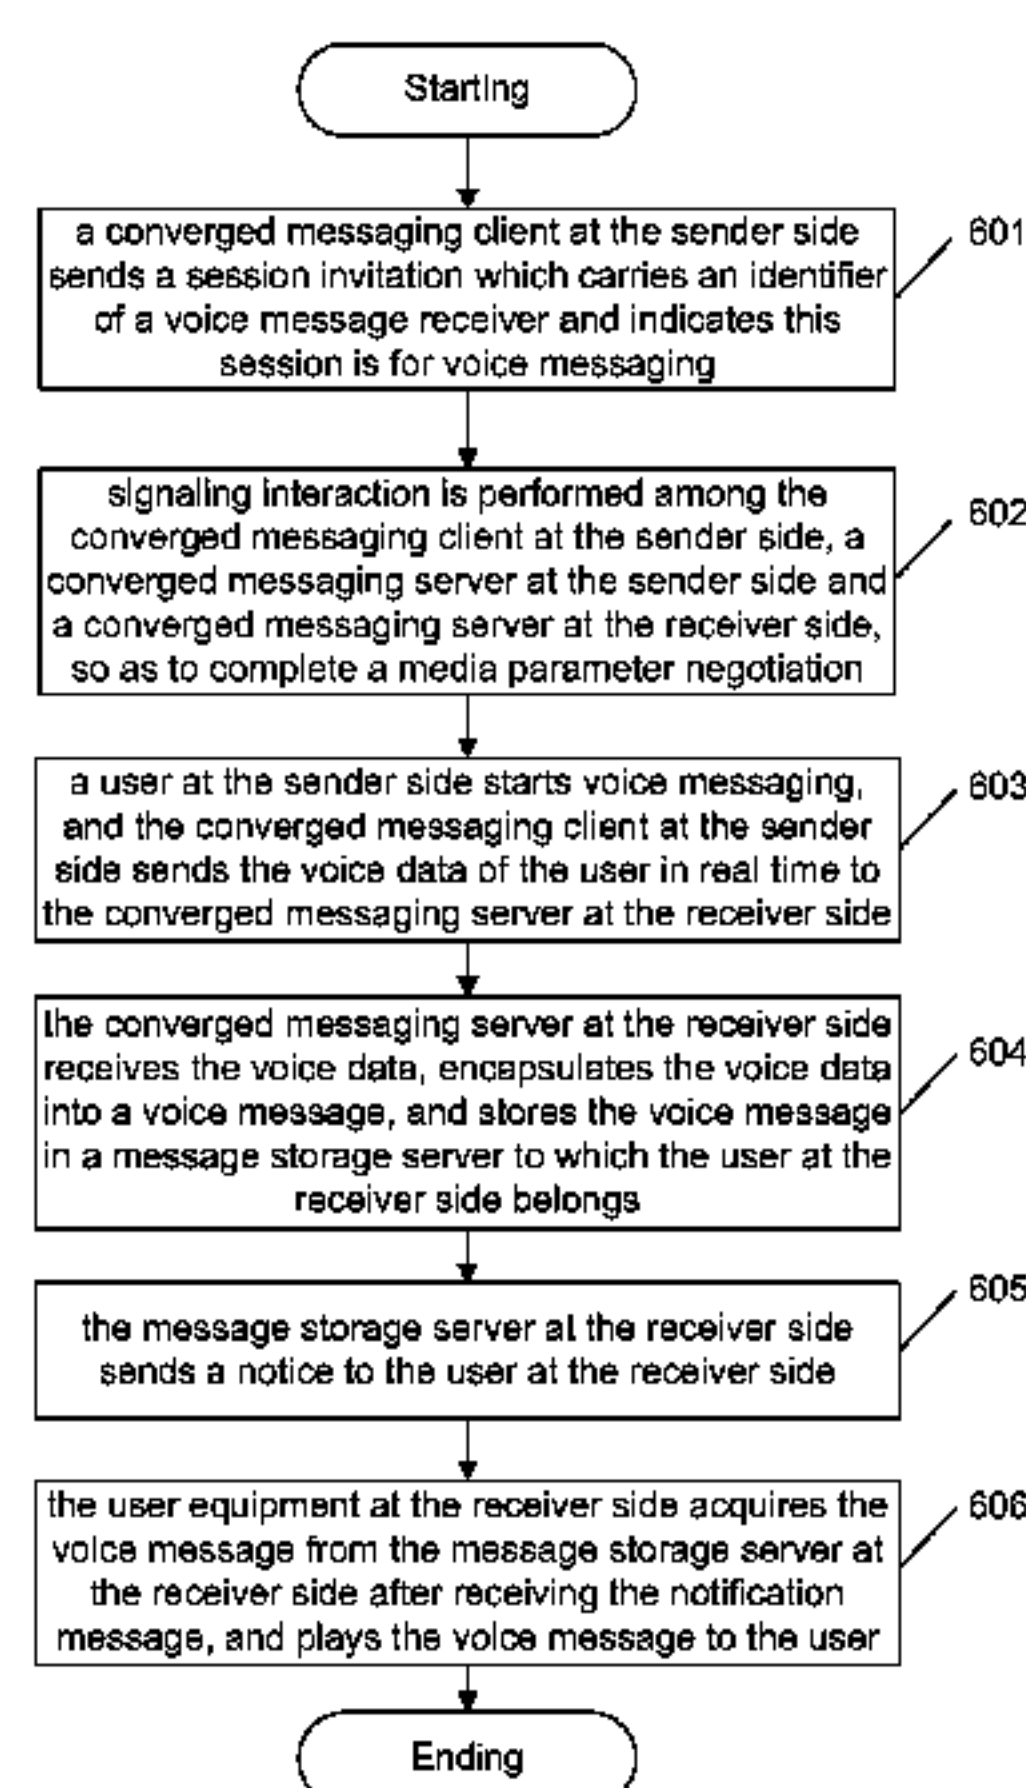 Starting
a converged messaging client at the sender side
sends a session invitation which carries an identifier
of a voice message receiver and indicates this
session is for voice messaging
601
signaling interaction is performed among the
converged messaging client at the sender side, a
converged messaging server at the sender side and
a converged messaging server at the receiver side,
so as to complete a media parameter negotiation
602
a user at the sender side starts voice messaging,
and the converged messaging client at the sender
side sends the voice data of the user in real time to
the converged messaging server at the receiver side
603
the converged messaging server at the receiver side
receives the voice data, encapsulates the voice data
into a voice message, and stores the voice message
in a message storage server to which the user at the
receiver side belongs
604
the message storage server at the receiver side
sends a notice to the user at the receiver side
605
the user equipment at the receiver side acquires the
voice message from the message storage server at
the receiver side after receiving the notification
message, and plays the voice message to the user
606
Ending